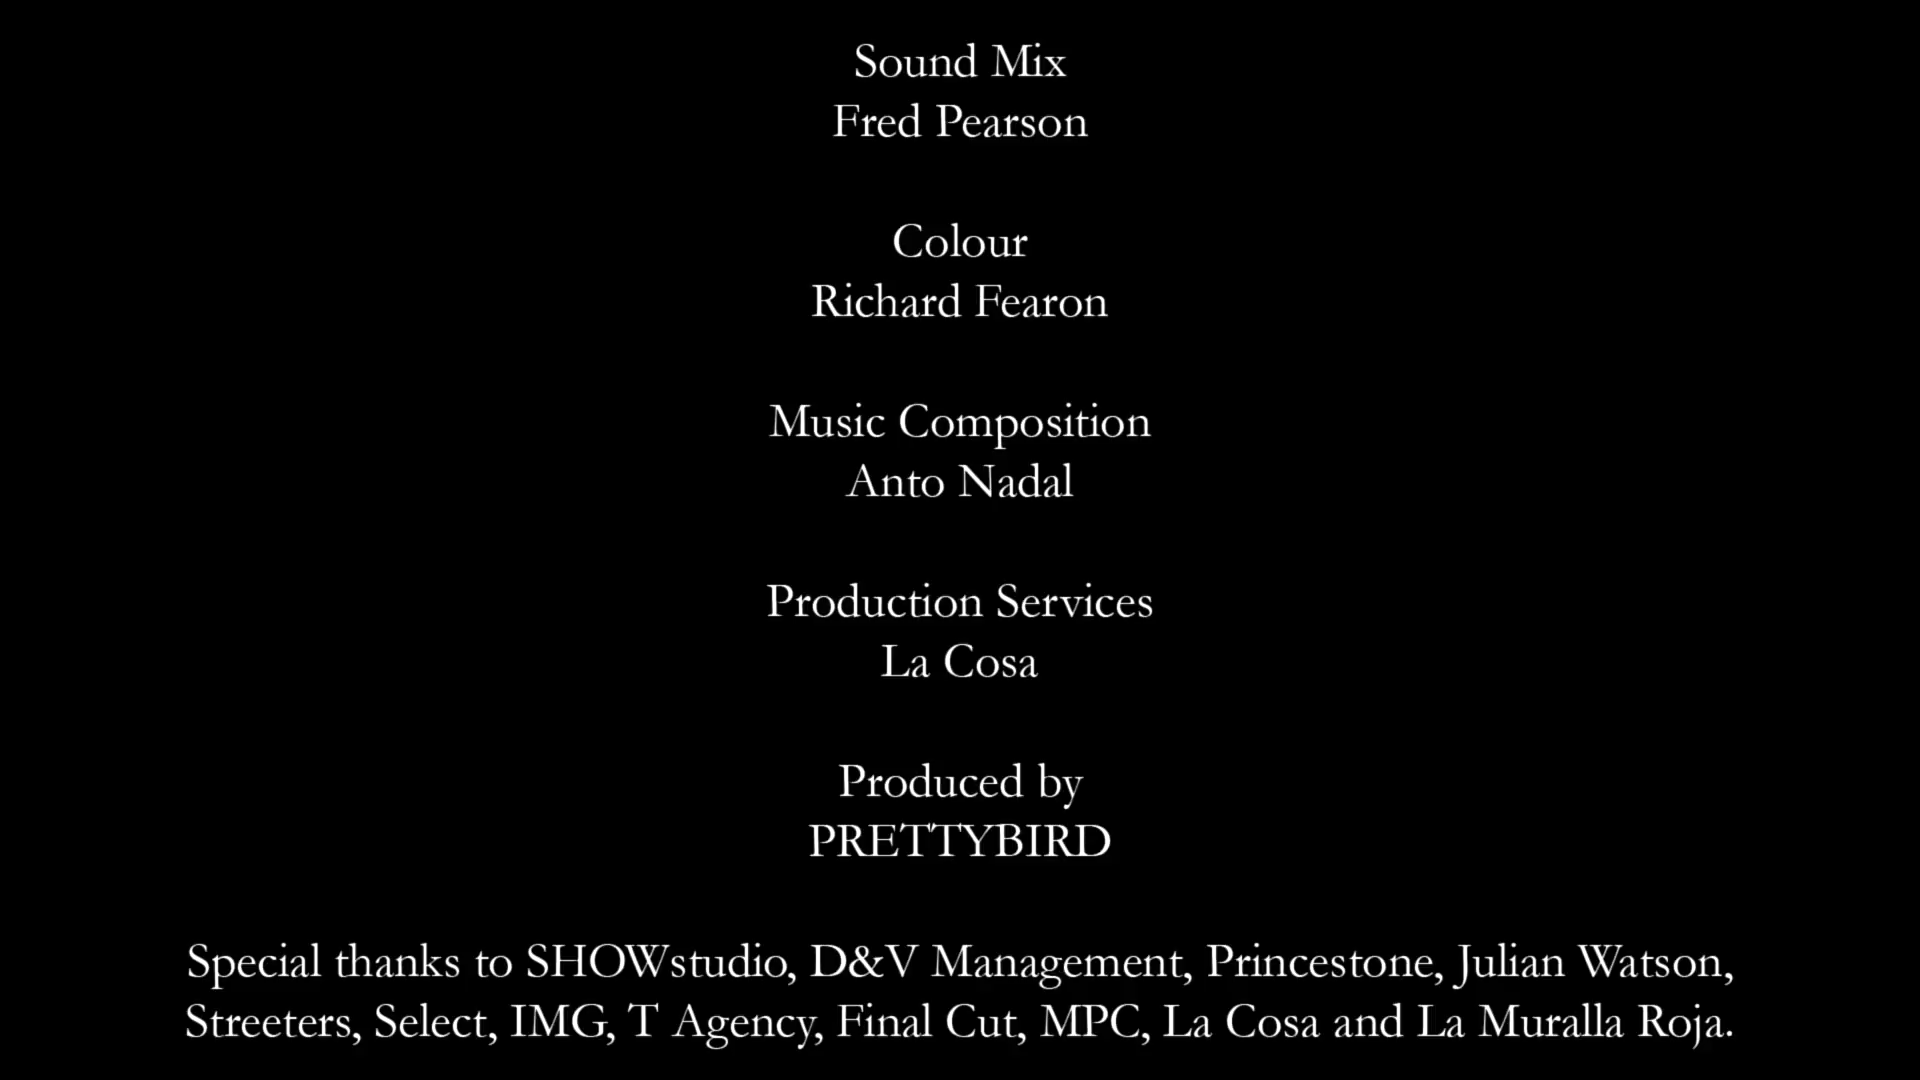 Sound Mix
Fred Pearson
Colour
Richard Fearon
Music Composition
Anto Nadal
Production Services
La Cosa
Produced by
PRETTYBIRD
Special thanks to SHOWstudio, D&V Management, Princestone, Julian Watson,
Streeters, Select, IMG, T Agency, Final Cut, MPC, La Cosa and La Muralla Roja.